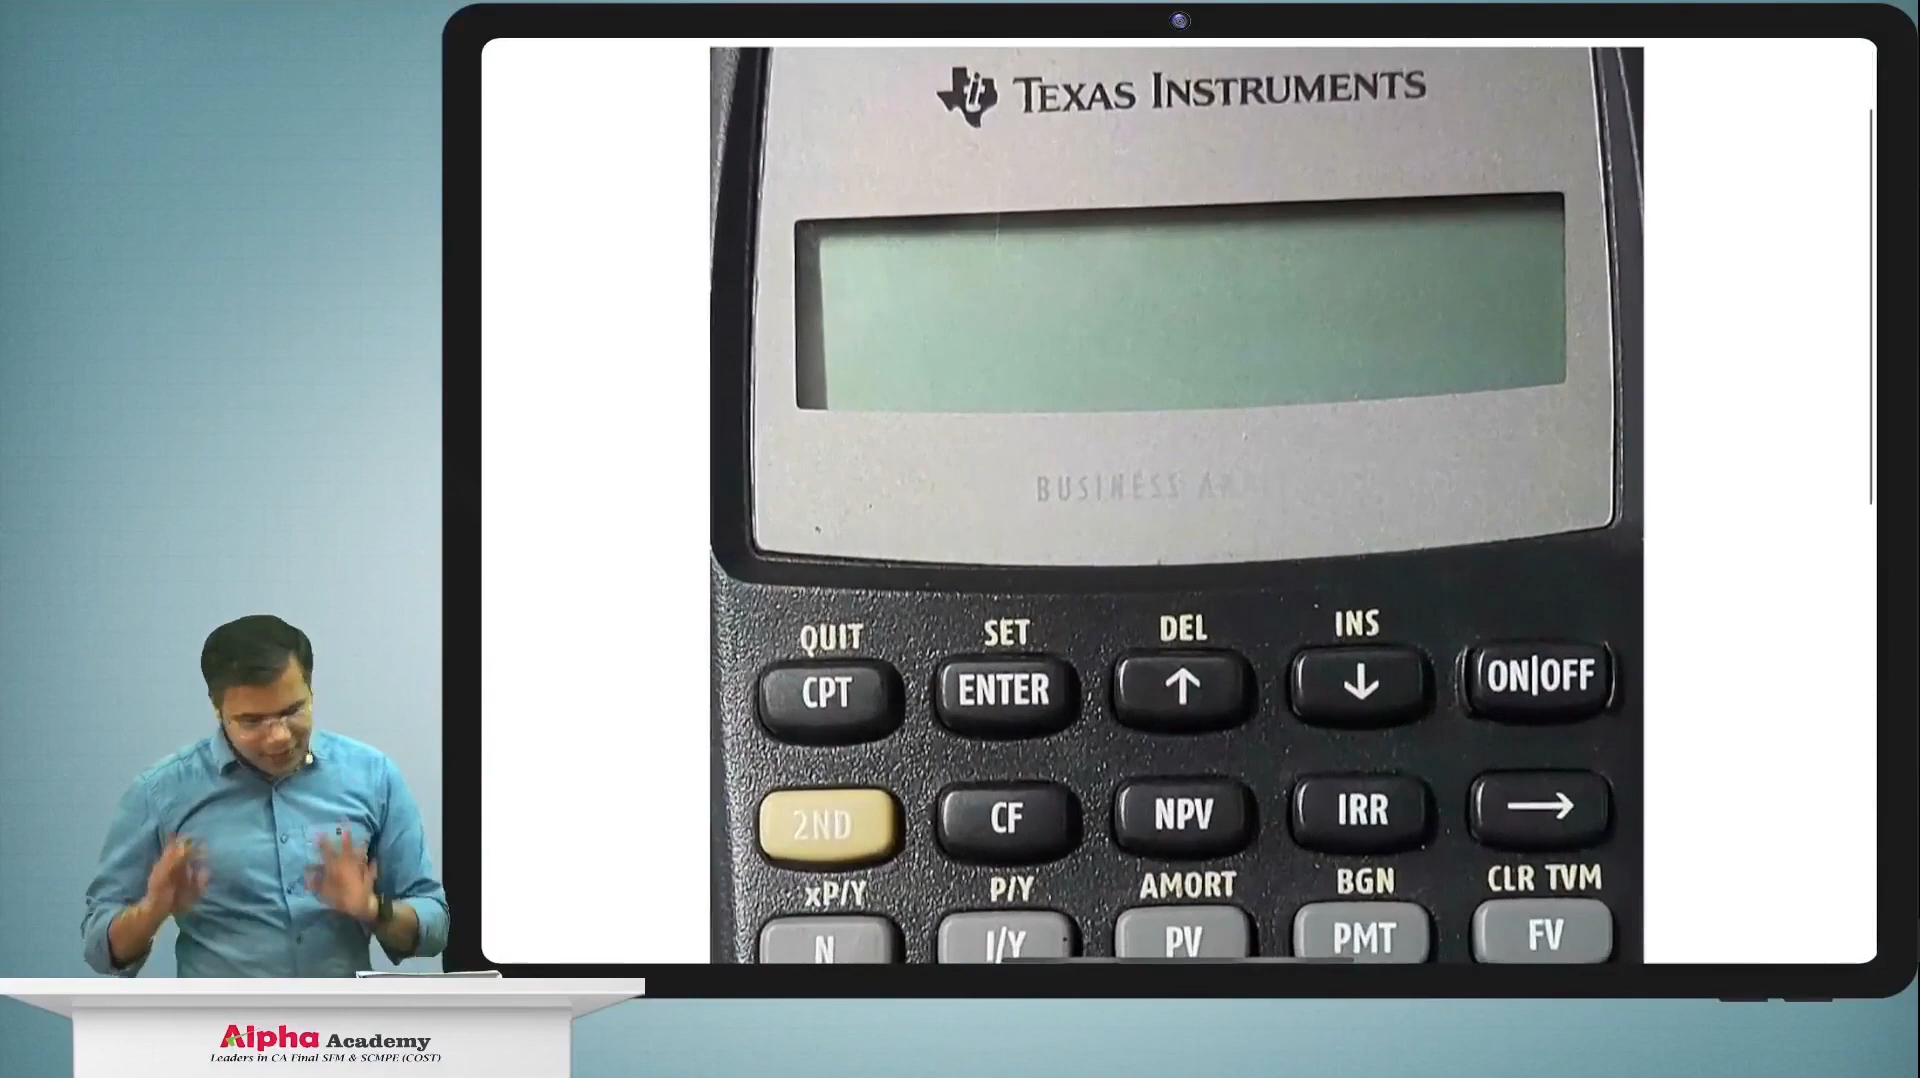 TEXAS INSTRUMENTS
BUSINESS
QUIT SET DEL INS
CPT ENTER ↑ ↓ ON|OFF
2ND CF NPV IRR →
xP/Y P/Y AMORT BGN CLR TVM
N I/Y PV PMT FV
Alpha Academy
Leaders in CA Final SFM & SCMPE (COST)